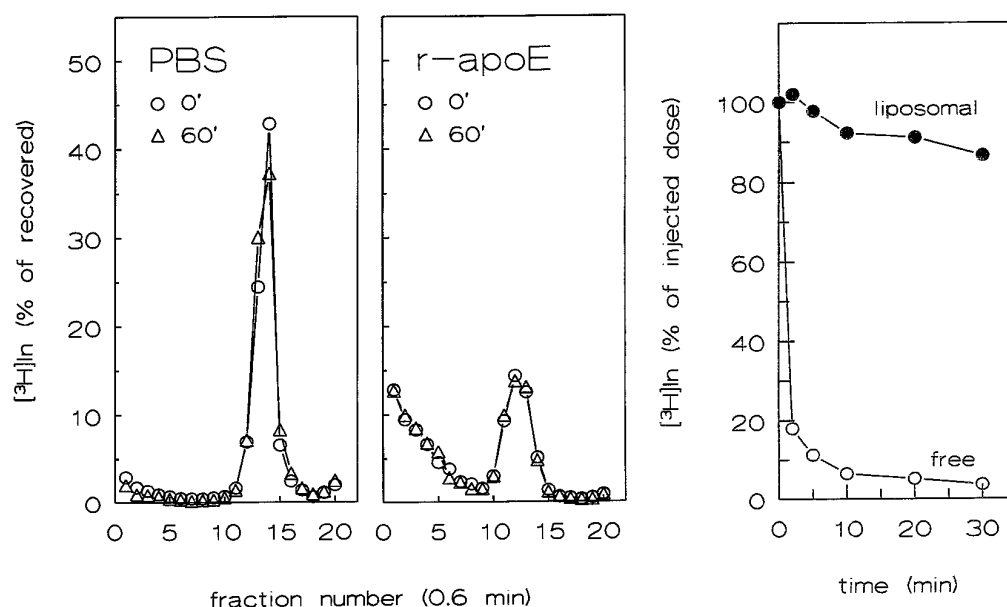 PBS
0'
60'
r-apoE
0'
60'
liposomal
free
[³H]In (% of recovered)
50
40
30
20
10
0
0 5 10 15 20
0 5 10 15 20
fraction number (0.6 min)
[³H]In (% of injected dose)
100
80
60
40
20
0
0 10 20 30
time (min)